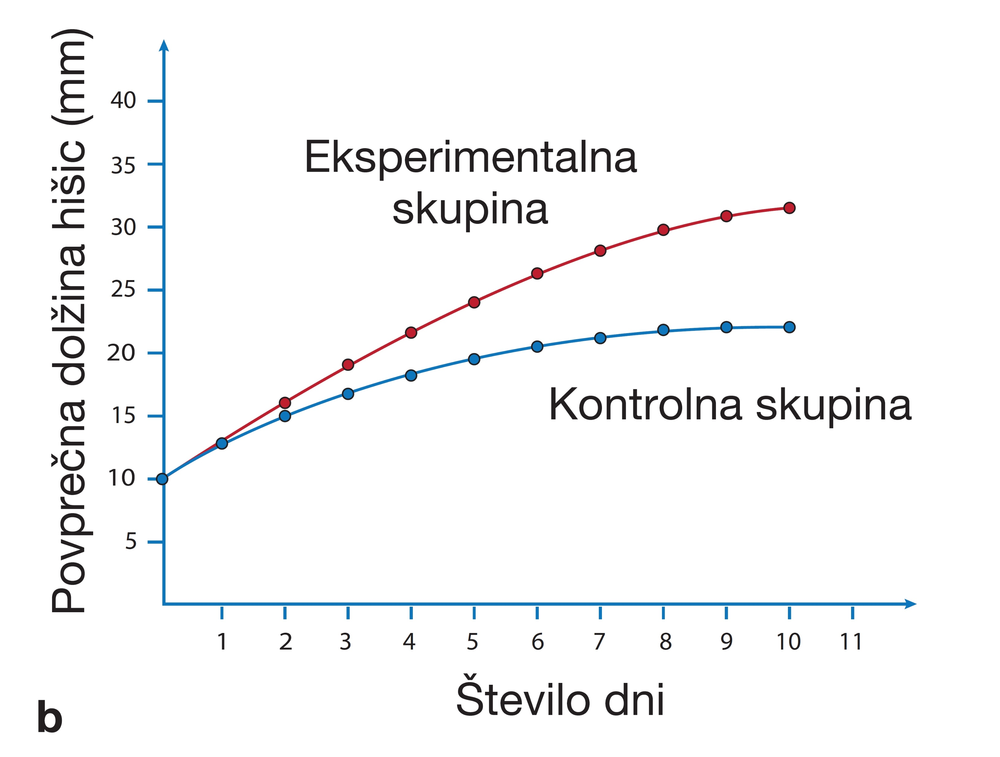 Povprečna dolžina hišic (mm)
40
35
30
25
20
15
10
5
Eksperimentalna
skupina
Kontrolna skupina
1 2 3 4 5 6 7 8 9 10 11
Število dni
b